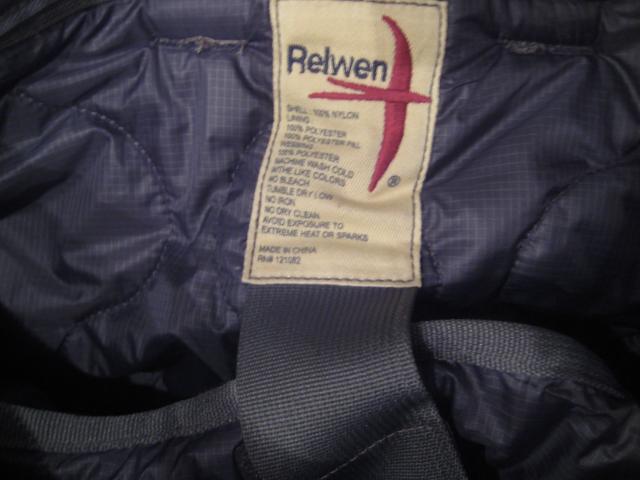 Relwen
SHELL: 100% NYLON
LINING:
100% POLYESTER
100% POLYESTER FILL
WEBBING:
100% POLYESTER
MACHINE WASH COLD
W/THE LIKE COLORS
NO BLEACH
TUMBLE DRY LOW
NO IRON
NO DRY CLEAN
AVOID EXPOSURE TO
EXTREME HEAT OR SPARKS
MADE IN CHINA
RN# 121082
®